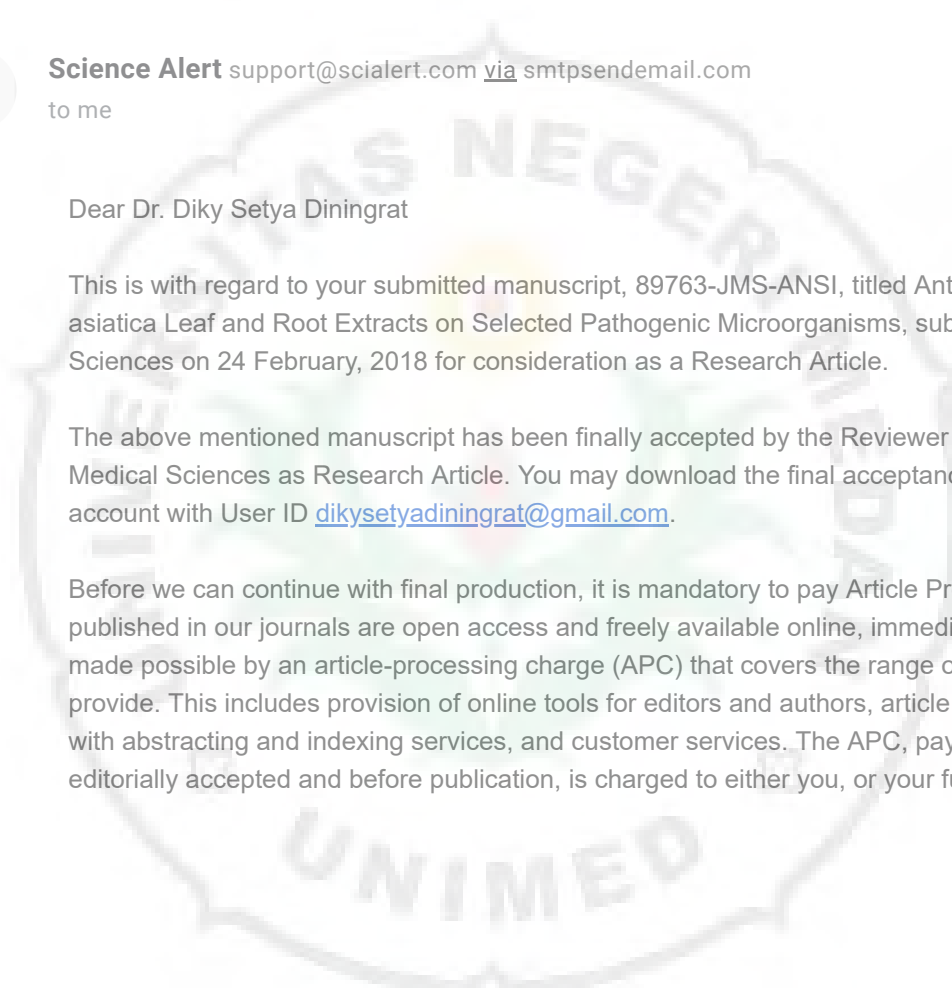 Science Alert support@scialert.com via smtpsendemail.com
to me
Dear Dr. Diky Setya Diningrat
This is with regard to your submitted manuscript, 89763-JMS-ANSI, titled Ant
asiatica Leaf and Root Extracts on Selected Pathogenic Microorganisms, sub
Sciences on 24 February, 2018 for consideration as a Research Article.
The above mentioned manuscript has been finally accepted by the Reviewer
Medical Sciences as Research Article. You may download the final acceptanc
account with User ID dikysetyadiningrat@gmail.com.
Before we can continue with final production, it is mandatory to pay Article Pr
published in our journals are open access and freely available online, immedi
made possible by an article-processing charge (APC) that covers the range o
provide. This includes provision of online tools for editors and authors, article
with abstracting and indexing services, and customer services. The APC, pay
editorially accepted and before publication, is charged to either you, or your fu
UNIVERSITAS NEGERI MEDAN
UNIMED